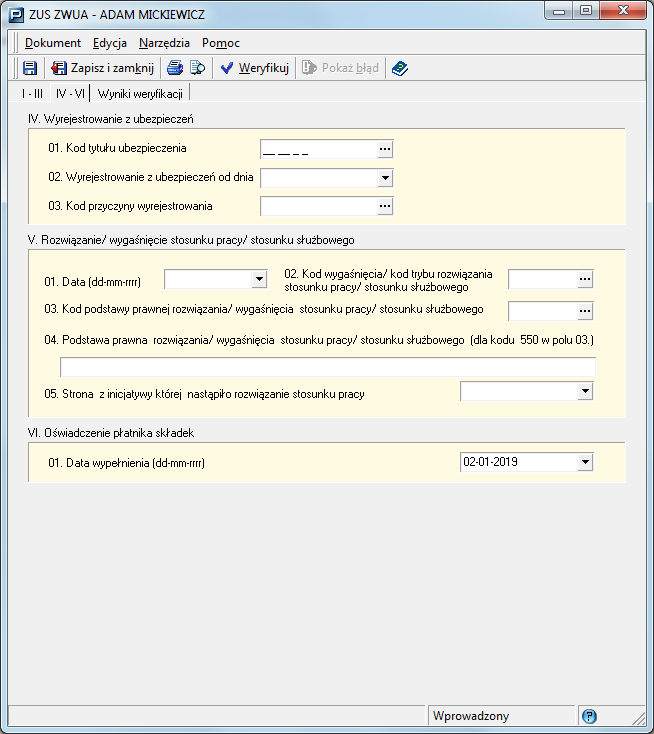 ZUS ZWUA - ADAM MICKIEWICZ
Dokument Edycja Narzędzia Pomoc
Zapisz i zamknij Weryfikuj Pokaż błąd
I - III IV - VI Wyniki weryfikacji
IV. Wyrejestrowanie z ubezpieczeń
01. Kod tytułu ubezpieczenia __ __ _ _
02. Wyrejestrowanie z ubezpieczeń od dnia
03. Kod przyczyny wyrejestrowania
V. Rozwiązanie/ wygaśnięcie stosunku pracy/ stosunku służbowego
01. Data (dd-mm-rrrr)
02. Kod wygaśnięcia/ kod trybu rozwiązania
stosunku pracy/ stosunku służbowego
03. Kod podstawy prawnej rozwiązania/ wygaśnięcia stosunku pracy/ stosunku służbowego
04. Podstawa prawna rozwiązania/ wygaśnięcia stosunku pracy/ stosunku służbowego (dla kodu 550 w polu 03.)
05. Strona z inicjatywy której nastąpiło rozwiązanie stosunku pracy
VI. Oświadczenie płatnika składek
01. Data wypełnienia (dd-mm-rrrr) 02-01-2019
Wprowadzony